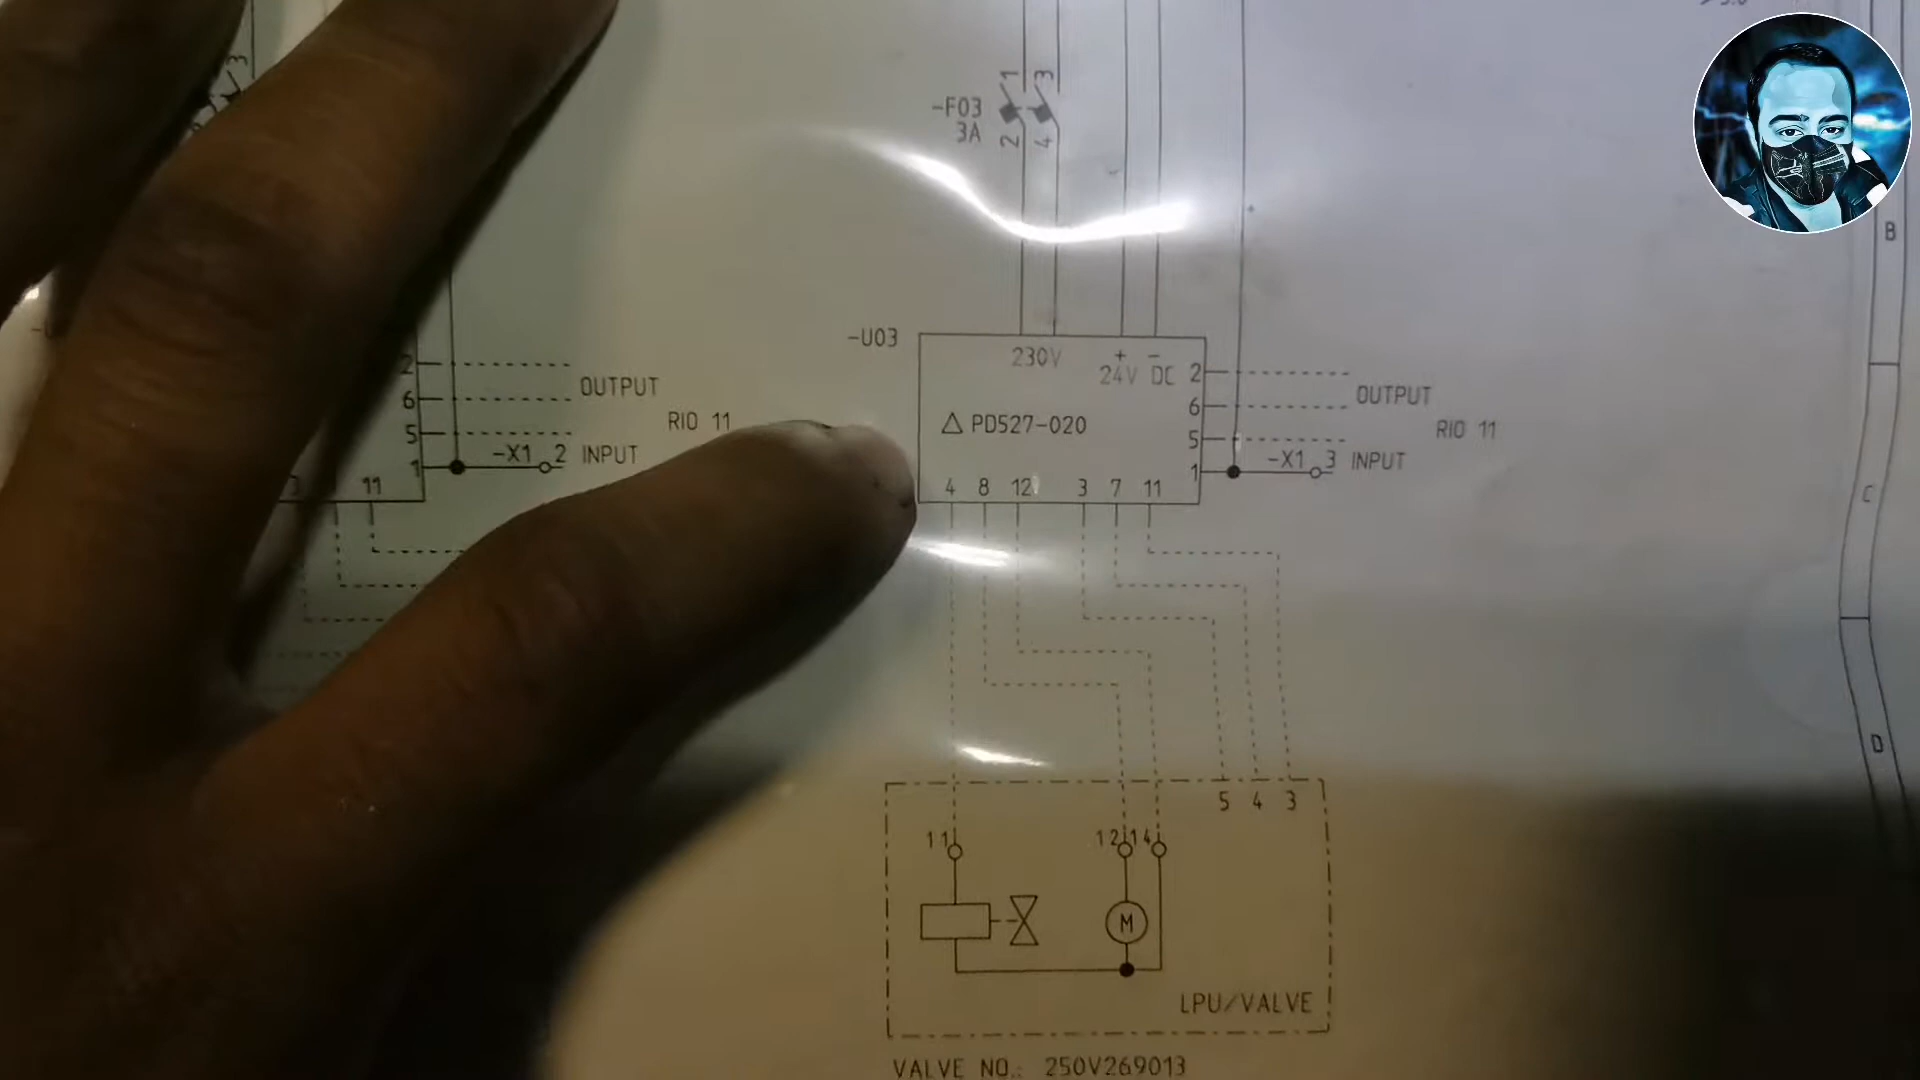 3
-F03
3A
1 3
2 4
-U03
230V
+ -
24V DC
△ PD527-020
2
6
5
1
OUTPUT
RIO 11
-X1 3 INPUT
4 8 12 3 7 11
2
6
5
1
OUTPUT
RIO 11
-X1 2 INPUT
11
5 4 3
11 12 14
M
LPU/VALVE
VALVE NO.: 250V269013
B
C
D